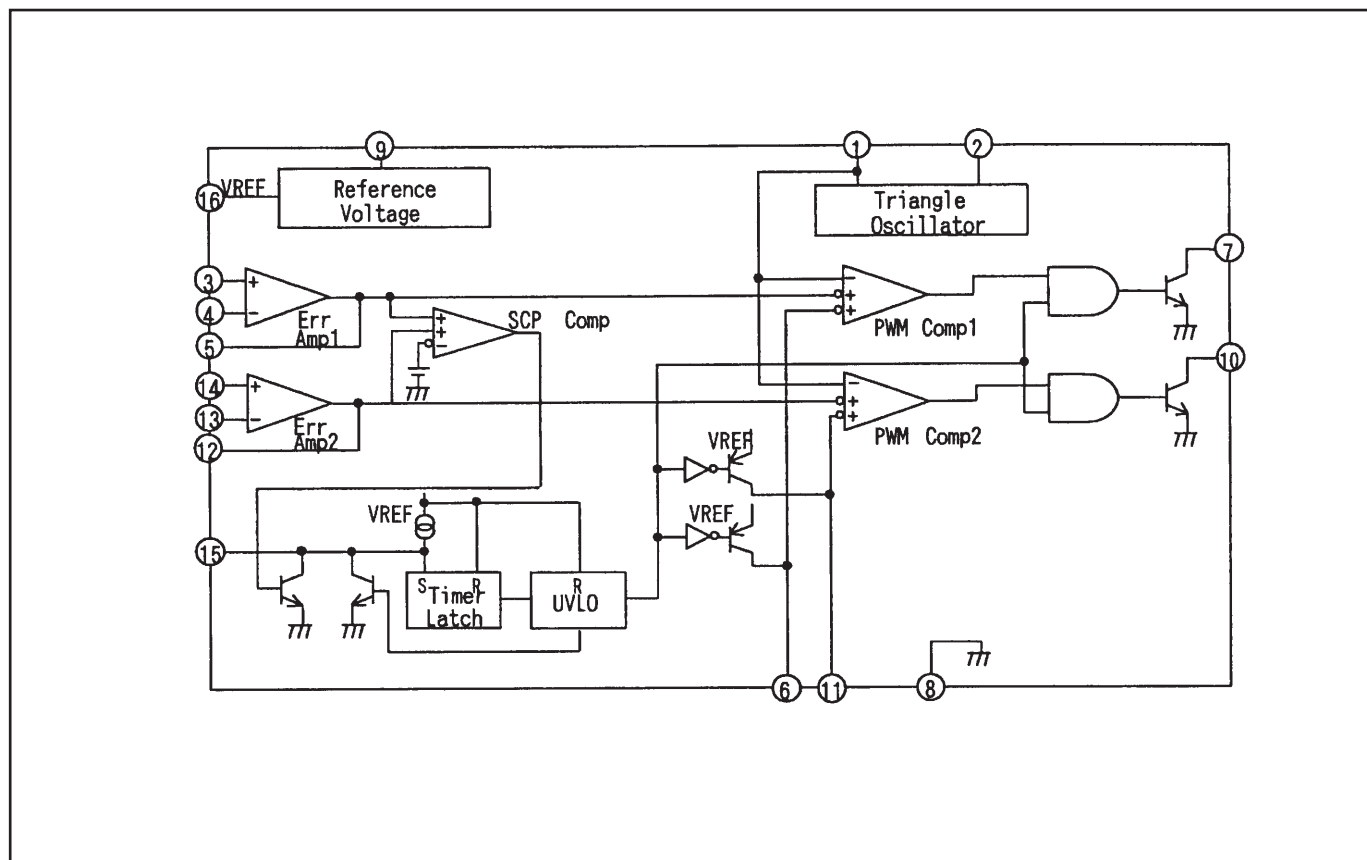 9
1
2
16
VREF
Reference
Voltage
Triangle
Oscillator
7
3
+
−
+
+
4
−
Err
Amp1
+
+
−
SCP Comp
PWM Comp1
5
10
14
+
13
−
Err
Amp2
12
−
+
+
PWM Comp2
VREF
VREF
VREF
15
S
R
Timer
Latch
R
UVLO
6
11
8